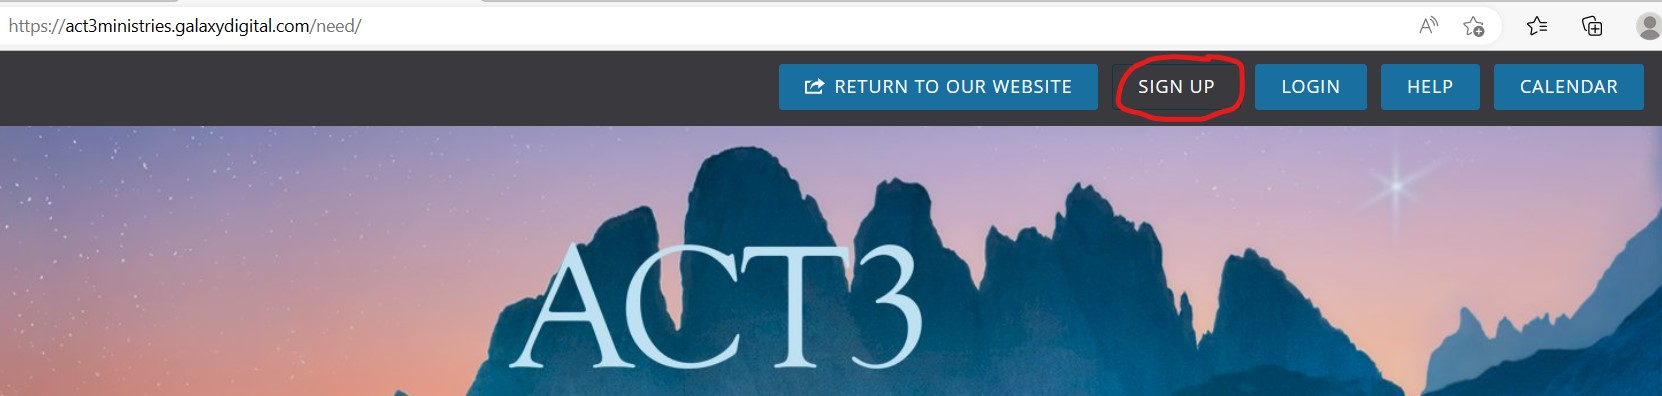 https://act3ministries.galaxydigital.com/need/
RETURN TO OUR WEBSITE SIGN UP LOGIN HELP CALENDAR
ACT3